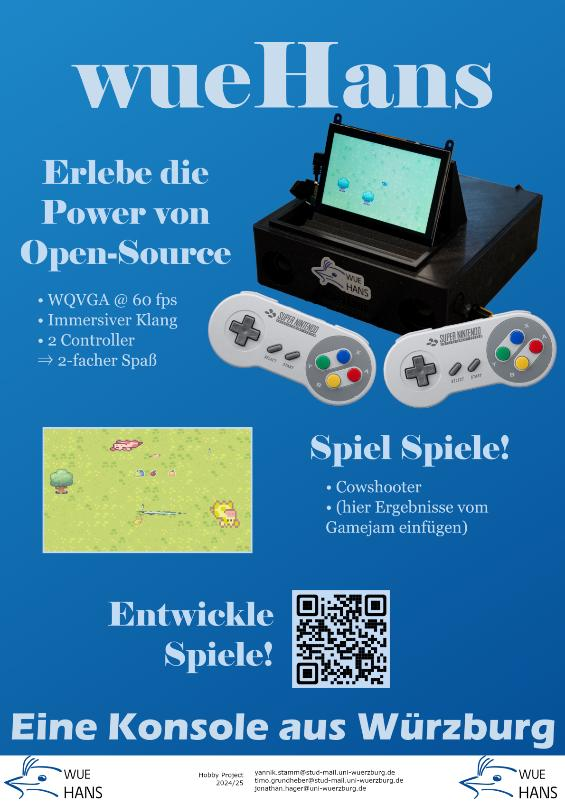 wueHans
Erlebe die
Power von
Open-Source
• WQVGA @ 60 fps
• Immersiver Klang
• 2 Controller
⇒ 2-facher Spaß
WUE
HANS
SUPER NINTENDO
SELECT START
X
Y
A
B
SUPER NINTENDO
SELECT START
X
Y
A
B
Spiel Spiele!
• Cowshooter
• (hier Ergebnisse vom
Gamejam einfügen)
Entwickle
Spiele!
Eine Konsole aus Würzburg
WUE
HANS
Hobby Project
2024/25
yannik.stamm@stud-mail.uni-wuerzburg.de
timo.grundheber@stud-mail.uni-wuerzburg.de
jonathan.hager@uni-wuerzburg.de
WUE
HANS